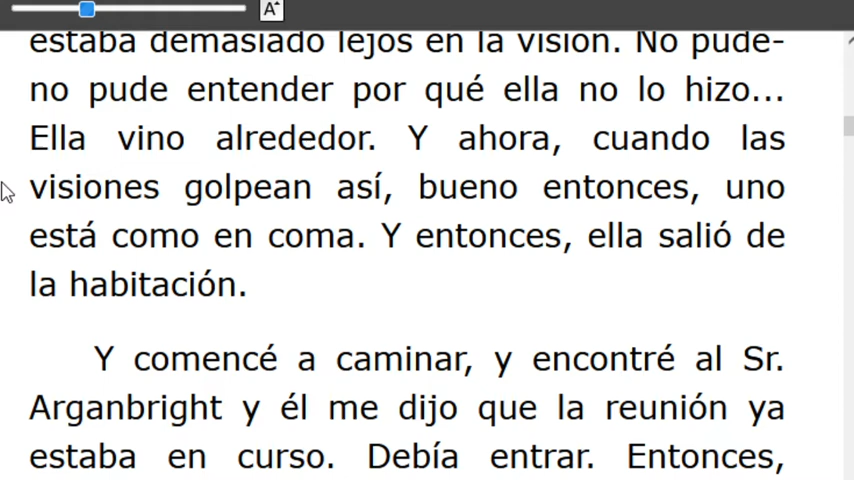 A
estaba demasiado lejos en la visión. No pude-
no pude entender por qué ella no lo hizo...
Ella vino alrededor. Y ahora, cuando las
visiones golpean así, bueno entonces, uno
está como en coma. Y entonces, ella salió de
la habitación.
Y comencé a caminar, y encontré al Sr.
Arganbright y él me dijo que la reunión ya
estaba en curso. Debía entrar. Entonces,